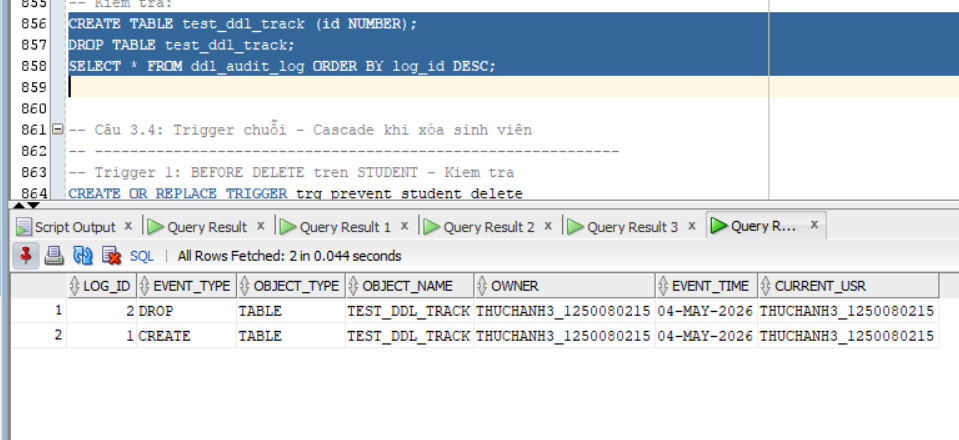 855 -- Kiem tra:
856 CREATE TABLE test_ddl_track (id NUMBER);
857 DROP TABLE test_ddl_track;
858 SELECT * FROM ddl_audit_log ORDER BY log_id DESC;
859
860
861 -- Câu 3.4: Trigger chuỗi - Cascade khi xóa sinh viên
862 -- ------------------------------------------------------------
863 -- Trigger 1: BEFORE DELETE tren STUDENT - Kiem tra
864 CREATE OR REPLACE TRIGGER trg_prevent_student_delete
Script Output x Query Result x Query Result 1 x Query Result 2 x Query Result 3 x Query R... x
SQL | All Rows Fetched: 2 in 0.044 seconds
LOG_ID EVENT_TYPE OBJECT_TYPE OBJECT_NAME OWNER EVENT_TIME CURRENT_USR
1 2 DROP TABLE TEST_DDL_TRACK THUCHANH3_1250080215 04-MAY-2026 THUCHANH3_1250080215
2 1 CREATE TABLE TEST_DDL_TRACK THUCHANH3_1250080215 04-MAY-2026 THUCHANH3_1250080215